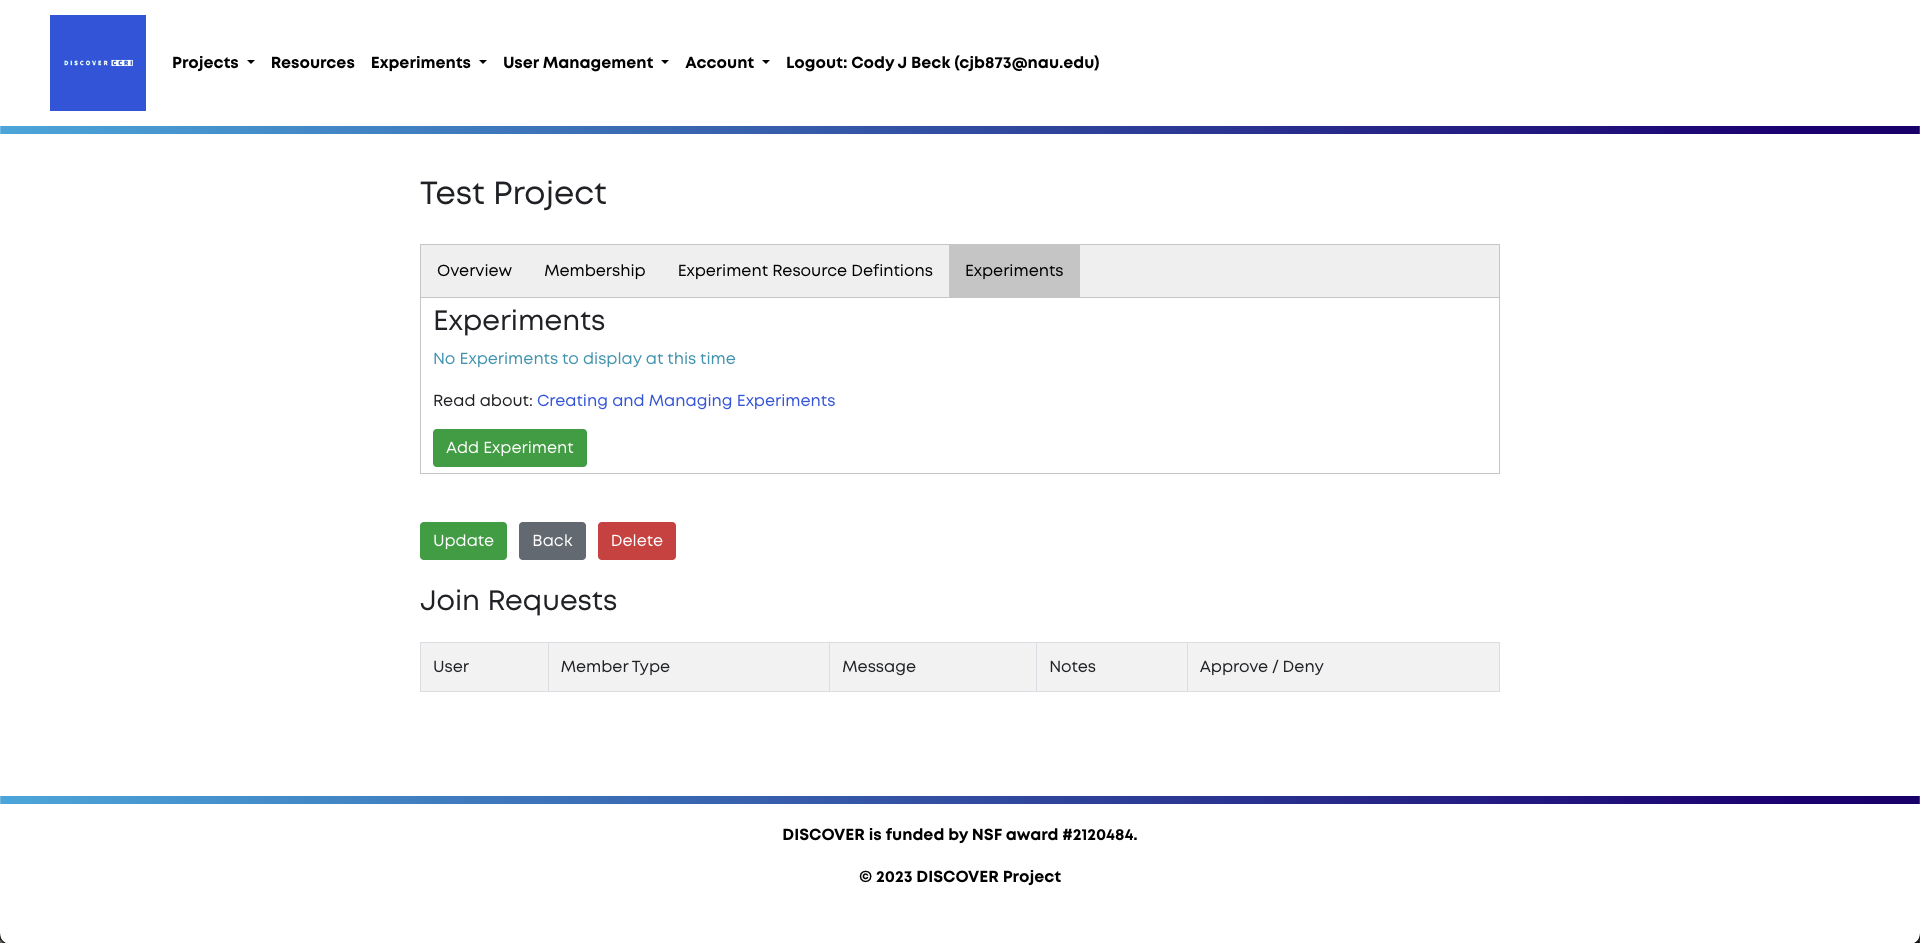 DISCOVER CCRI
Projects Resources Experiments User Management Account Logout: Cody J Beck (cjb873@nau.edu)
Test Project
Overview Membership Experiment Resource Defintions Experiments
Experiments
No Experiments to display at this time
Read about: Creating and Managing Experiments
Add Experiment
Update Back Delete
Join Requests
User Member Type Message Notes Approve / Deny
DISCOVER is funded by NSF award #2120484.
© 2023 DISCOVER Project